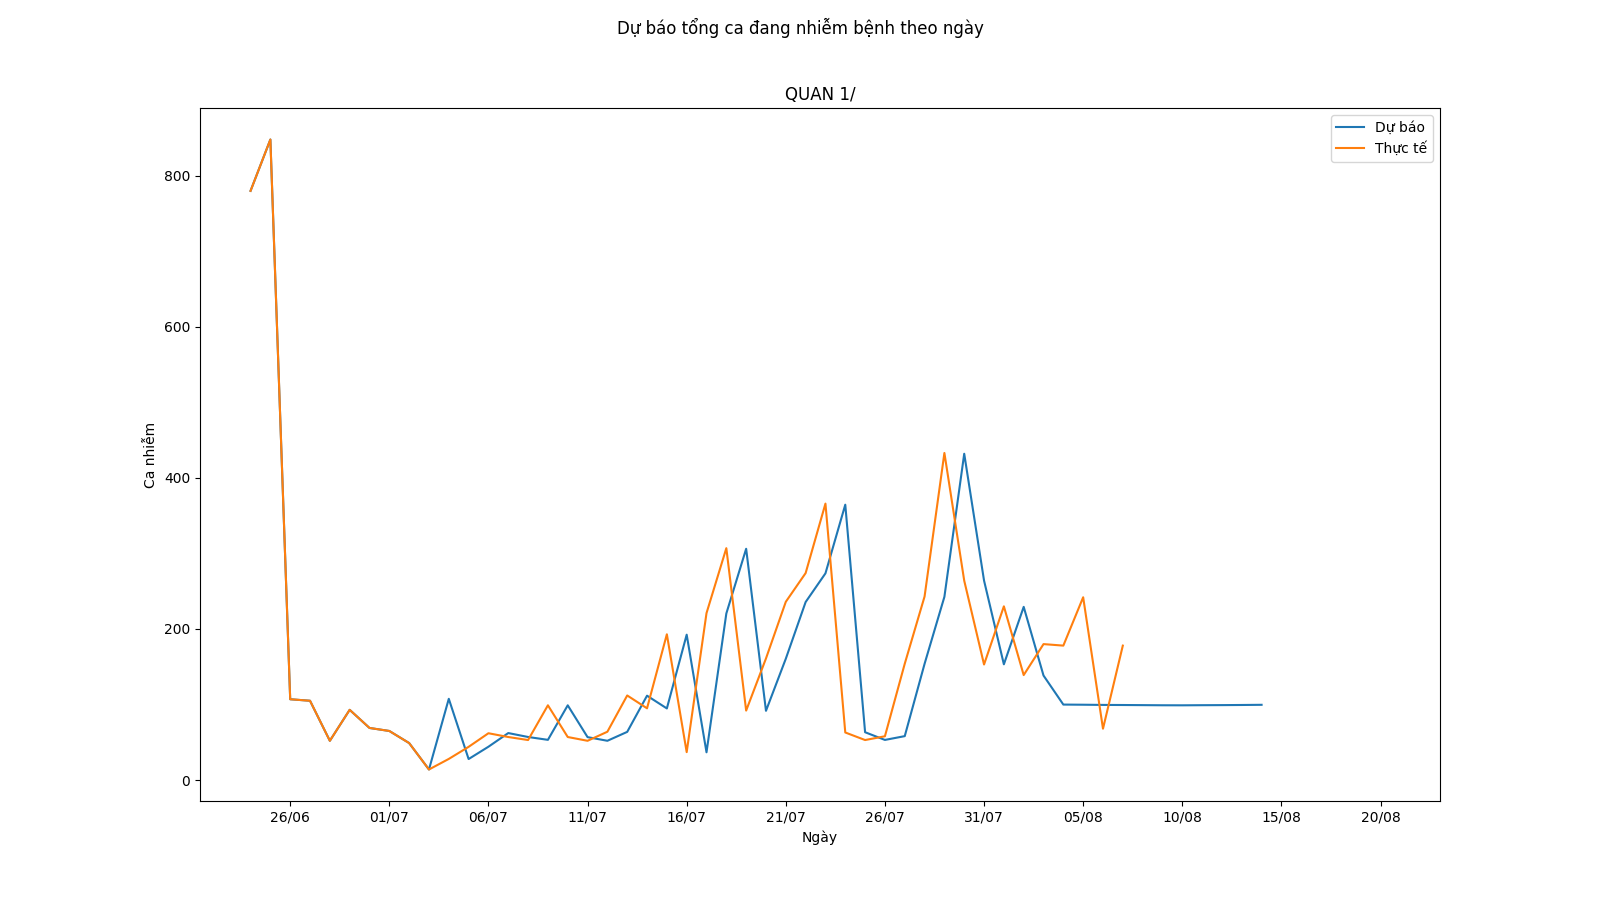 Dự báo tổng ca đang nhiễm bệnh theo ngày
QUAN 1/
Dự báo
Thực tế
800
600
400
200
0
Ca nhiễm
26/06 01/07 06/07 11/07 16/07 21/07 26/07 31/07 05/08 10/08 15/08 20/08
Ngày